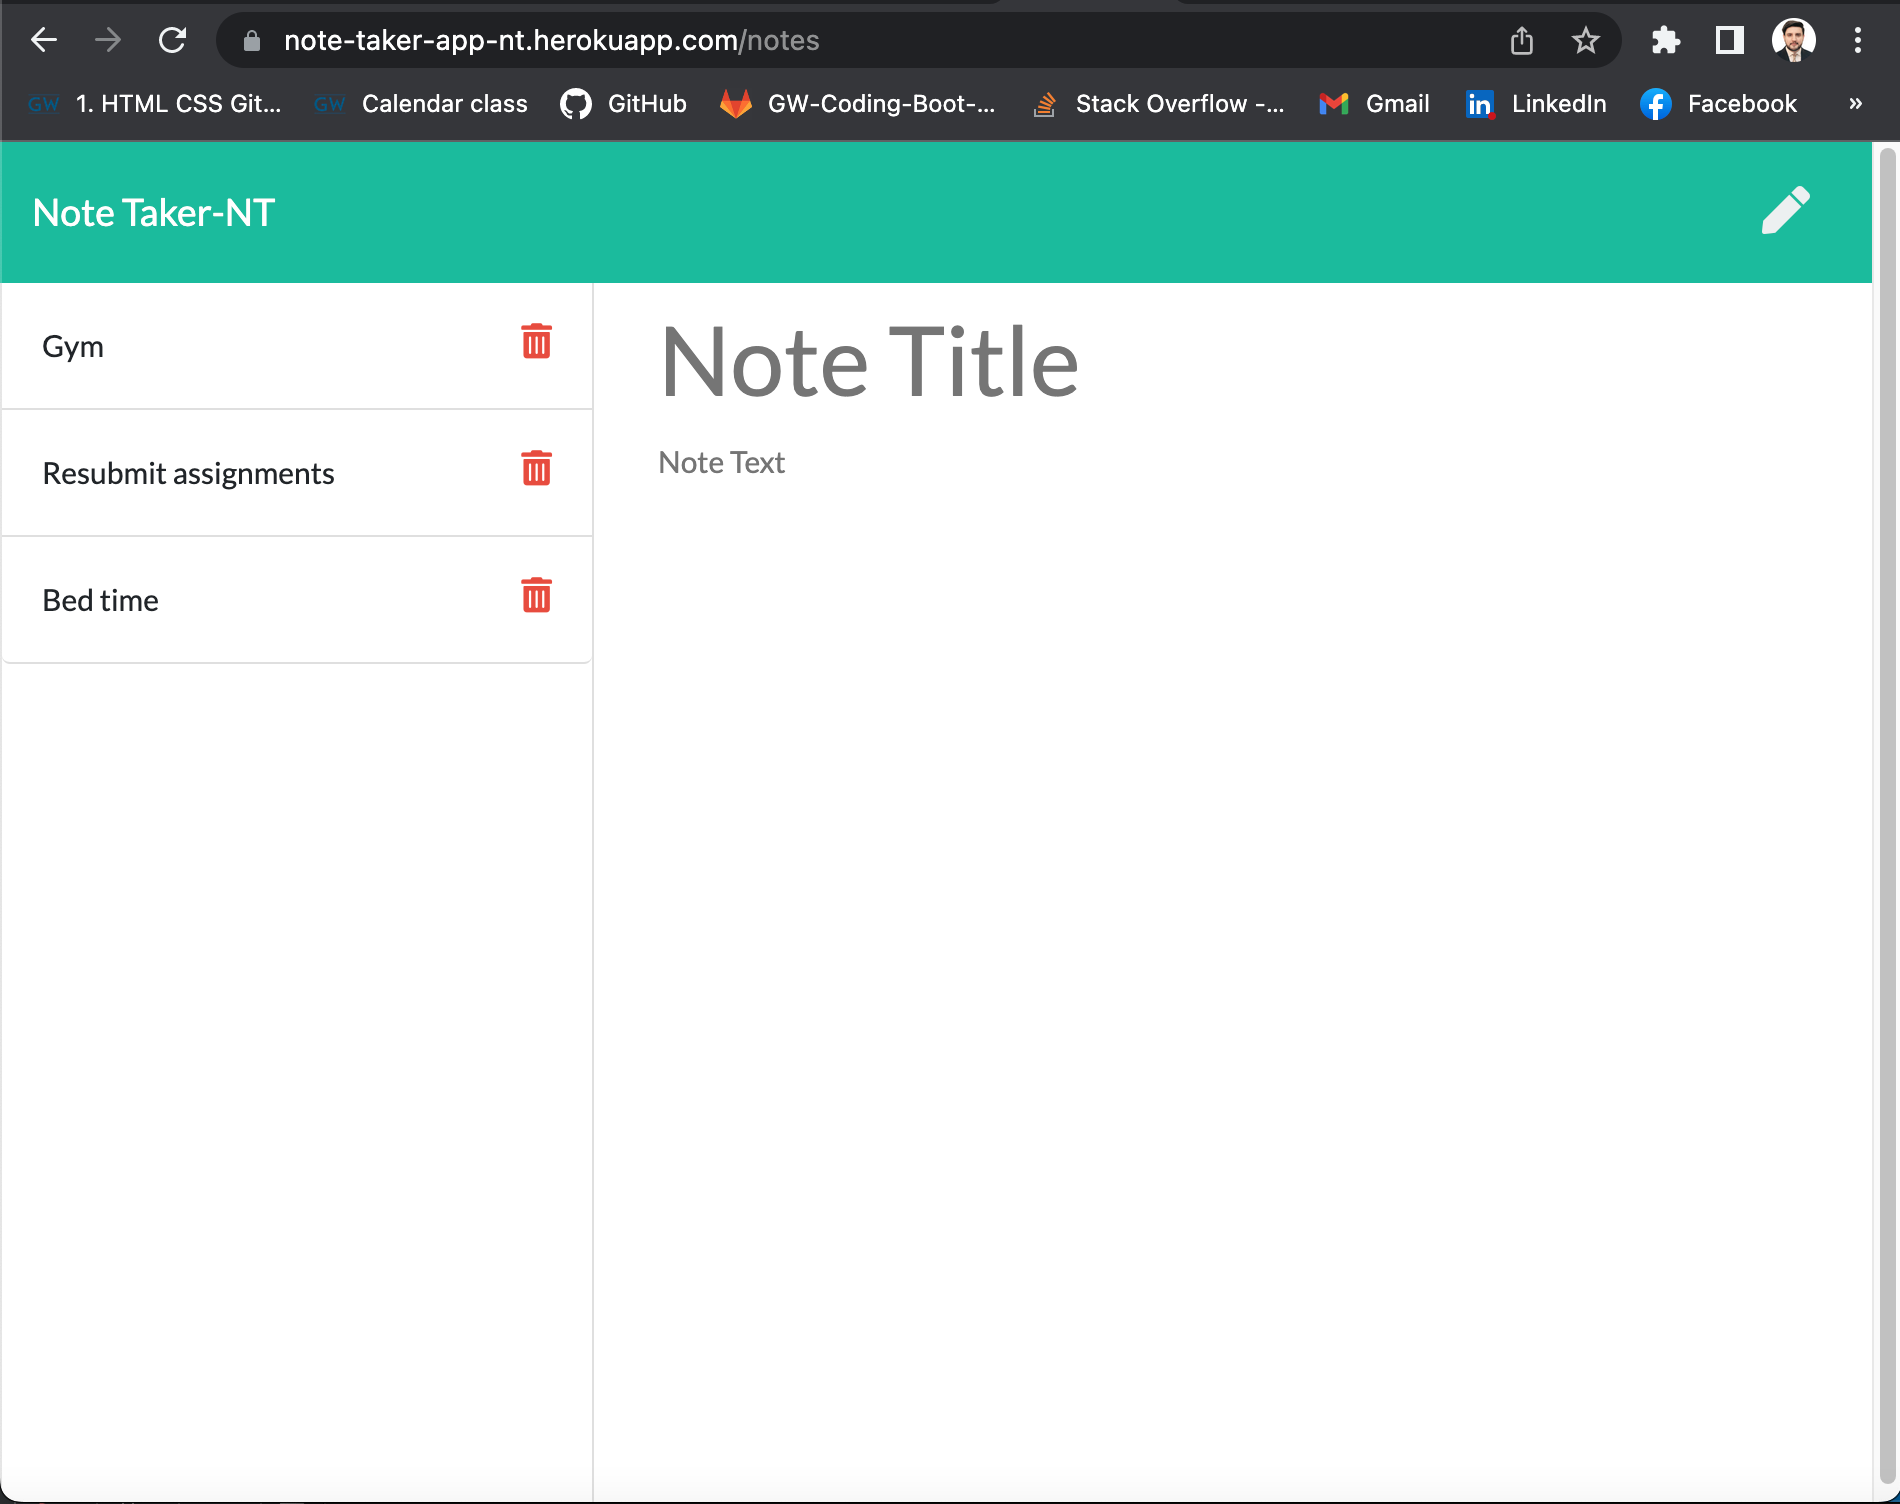 note-taker-app-nt.herokuapp.com/notes
GW 1. HTML CSS Git... GW Calendar class GitHub GW-Coding-Boot-... Stack Overflow -... Gmail in LinkedIn Facebook »
Note Taker-NT
Gym
Resubmit assignments
Bed time
Note Title
Note Text